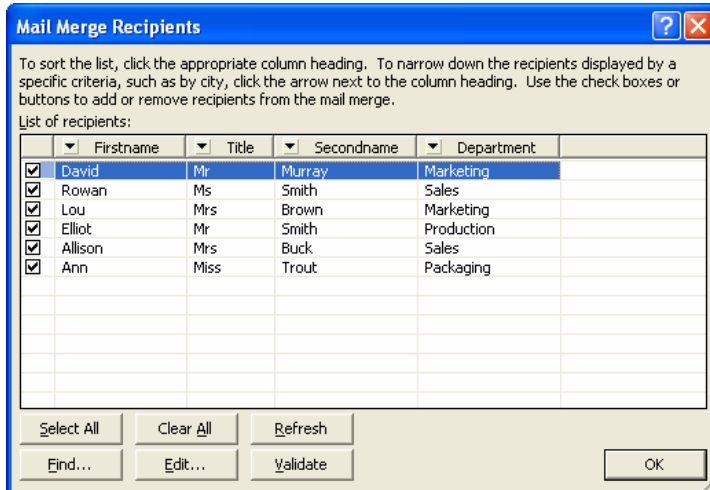 Mail Merge Recipients
To sort the list, click the appropriate column heading. To narrow down the recipients displayed by a
specific criteria, such as by city, click the arrow next to the column heading. Use the check boxes or
buttons to add or remove recipients from the mail merge.
List of recipients:
Firstname Title Secondname Department
David Mr Murray Marketing
Rowan Ms Smith Sales
Lou Mrs Brown Marketing
Elliot Mr Smith Production
Allison Mrs Buck Sales
Ann Miss Trout Packaging
Select All Clear All Refresh
Find... Edit... Validate OK